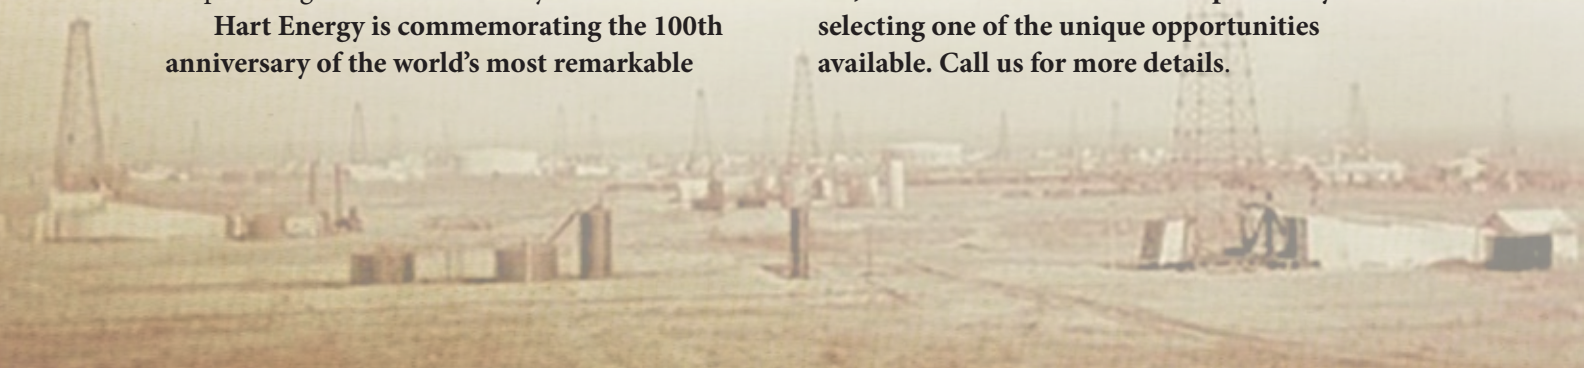 Hart Energy is commemorating the 100th
anniversary of the world’s most remarkable
selecting one of the unique opportunities
available. Call us for more details.